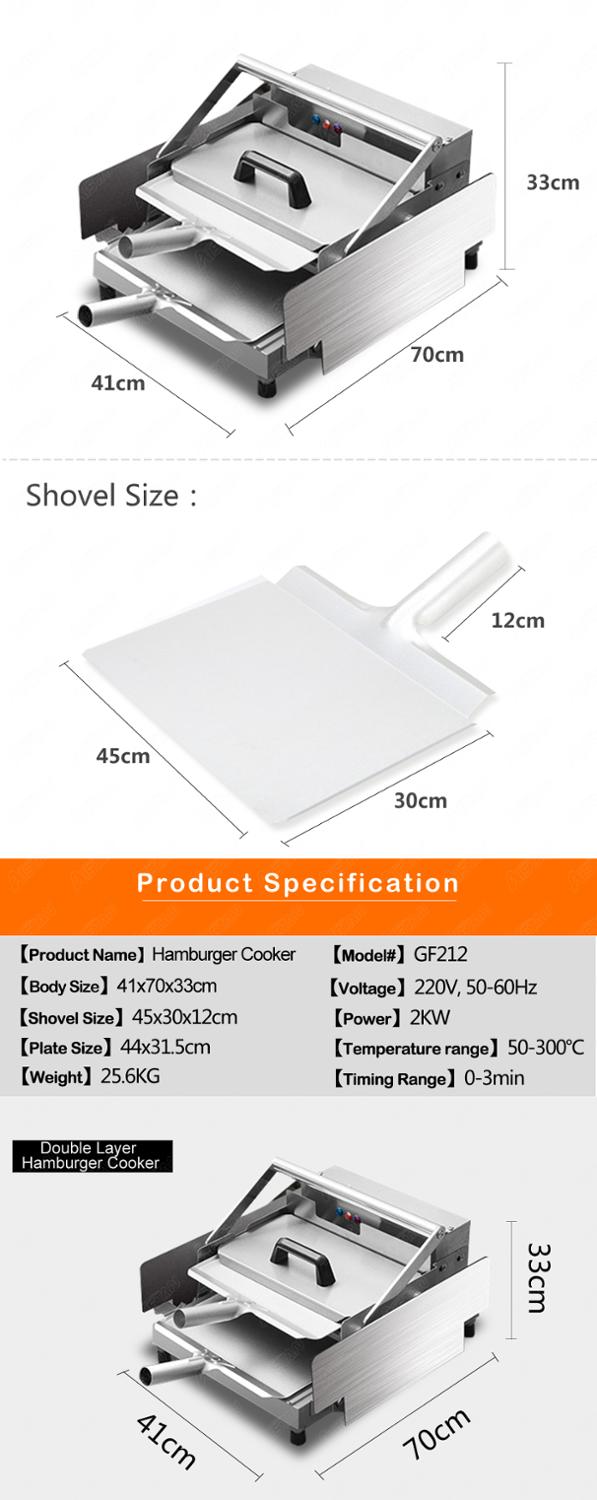 33cm
70cm
41cm
Shovel Size :
12cm
45cm
30cm
Product Specification
【Product Name】Hamburger Cooker
【Model#】GF212
【Body Size】41x70x33cm
【Voltage】220V, 50-60Hz
【Shovel Size】45x30x12cm
【Power】2KW
【Plate Size】44x31.5cm
【Temperature range】50-300℃
【Weight】25.6KG
【Timing Range】0-3min
Double Layer
Hamburger Cooker
33cm
41cm
70cm